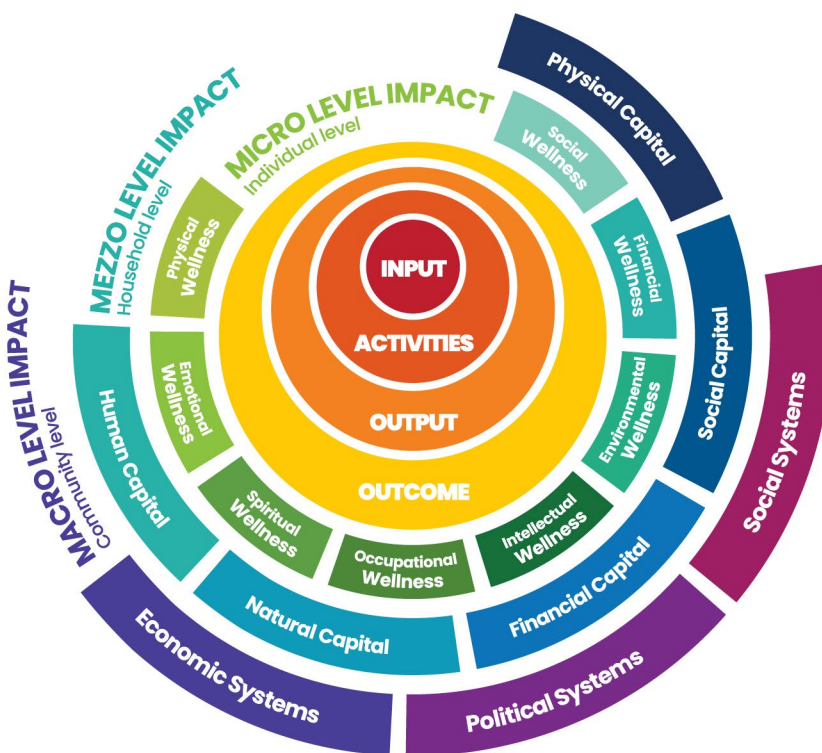 MICRO LEVEL IMPACT
Individual level
MEZZO LEVEL IMPACT
Household level
MACRO LEVEL IMPACT
Community level
INPUT
ACTIVITIES
OUTPUT
OUTCOME
Physical
Wellness
Emotional
Wellness
Spiritual
Wellness
Occupational
Wellness
Intellectual
Wellness
Environmental
Wellness
Financial
Wellness
Social
Wellness
Human Capital
Natural Capital
Financial Capital
Social Capital
Physical Capital
Economic Systems
Political Systems
Social Systems